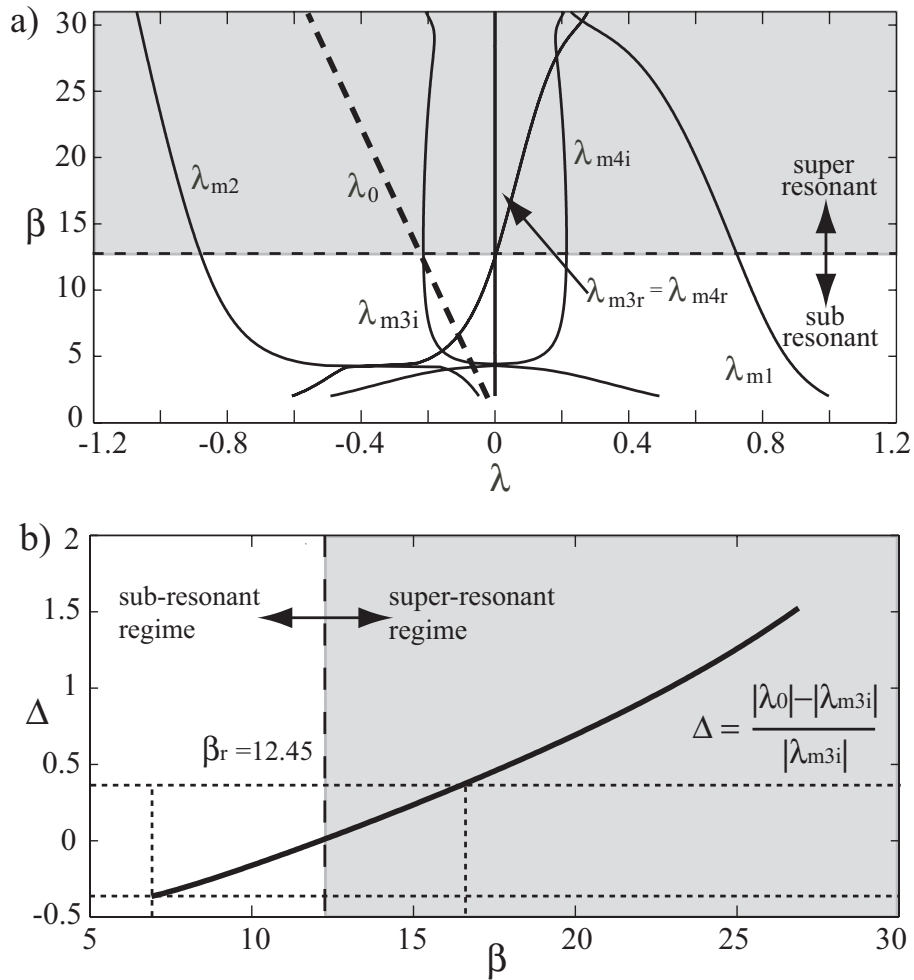 a)
30
25
20
15
10
5
0
β
λm2
λ0
λm4i
super
resonant
λm3r = λm4r
sub
resonant
λm3i
λm1
-1.2
-0.8
-0.4
0
0.4
0.8
1.2
λ
b)
2
1.5
1
0.5
0
-0.5
Δ
sub-resonant
regime
super-resonant
regime
βr =12.45
Δ = |λ0|−|λm3i| / |λm3i|
5
10
15
20
25
30
β